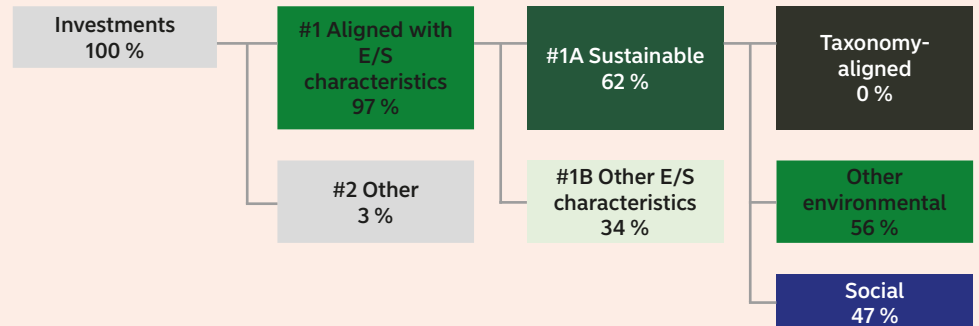 Investments
100 %
#1 Aligned with
E/S
characteristics
97 %
#1A Sustainable
62 %
Taxonomy-
aligned
0 %
#2 Other
3 %
#1B Other E/S
characteristics
34 %
Other
environmental
56 %
Social
47 %